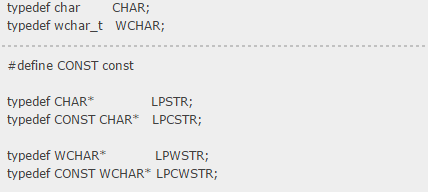 typedef char CHAR;
typedef wchar_t WCHAR;
#define CONST const
typedef CHAR* LPSTR;
typedef CONST CHAR* LPCSTR;
typedef WCHAR* LPWSTR;
typedef CONST WCHAR* LPCWSTR;